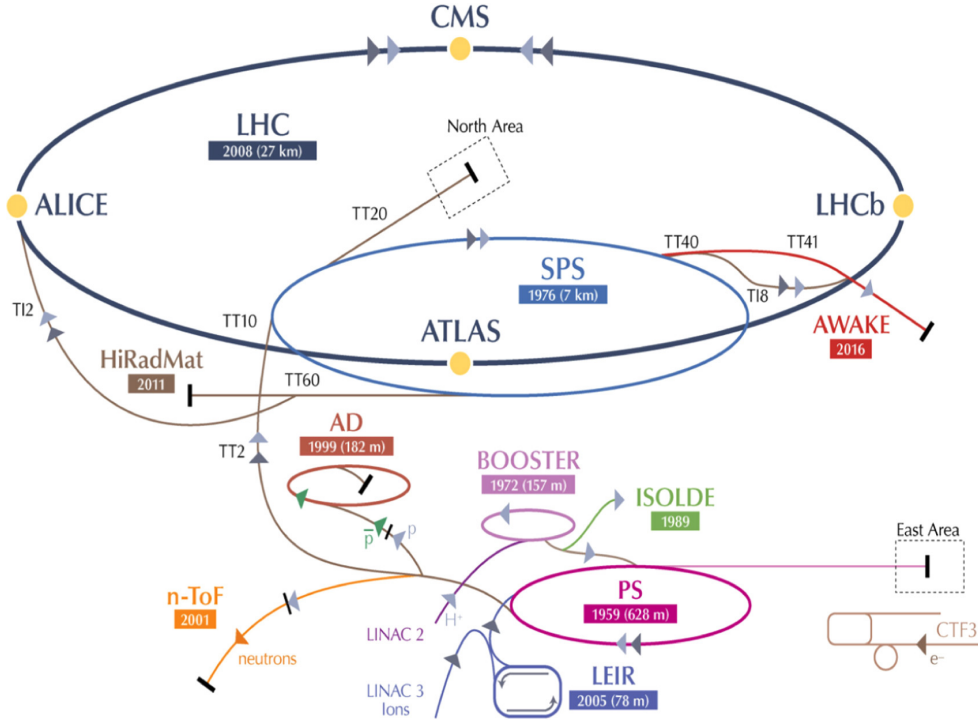 CMS
LHC
2008 (27 km)
North Area
ALICE
LHCb
TT20
TT40
TT41
SPS
1976 (7 km)
TI8
TI2
TT10
ATLAS
AWAKE
2016
HiRadMat
2011
TT60
AD
1999 (182 m)
TT2
BOOSTER
1972 (157 m)
ISOLDE
1989
p
p̄
East Area
n-ToF
2001
PS
1959 (628 m)
H⁺
LINAC 2
neutrons
CTF3
e⁻
LEIR
2005 (78 m)
LINAC 3
Ions